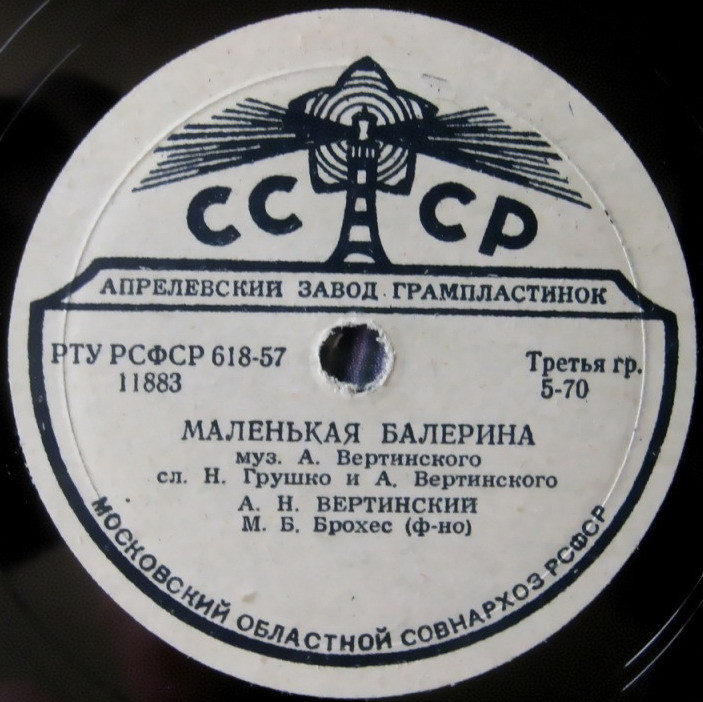 СССР
АПРЕЛЕВСКИЙ ЗАВОД ГРАМПЛАСТИНОК
РТУ РСФСР 618-57
11883
Третья гр.
5-70
МАЛЕНЬКАЯ БАЛЕРИНА
муз. А. Вертинского
сл. Н. Грушко и А. Вертинского
А. Н. ВЕРТИНСКИЙ
М. Б. Брохес (ф-но)
МОСКОВСКИЙ ОБЛАСТНОЙ СОВНАРХОЗ РСФСР